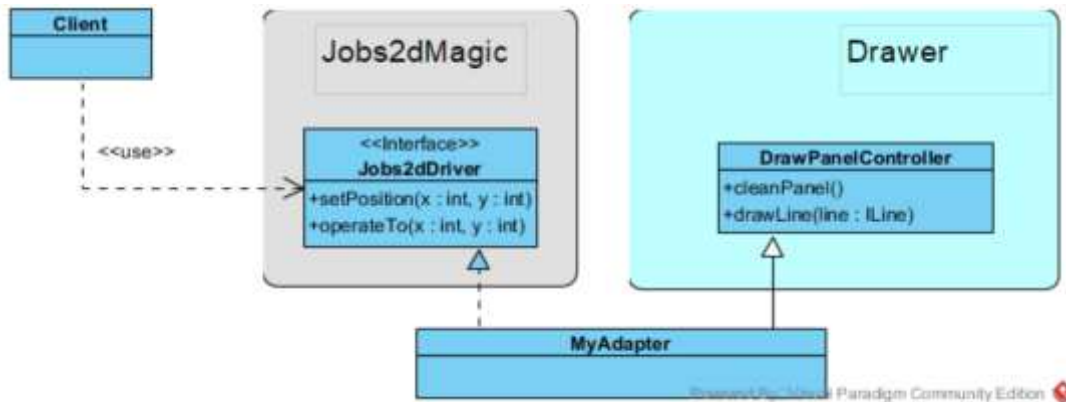 Client
<<use>>
Jobs2dMagic
<<Interface>>
Jobs2dDriver
+setPosition(x : int, y : int)
+operateTo(x : int, y : int)
Drawer
DrawPanelController
+cleanPanel()
+drawLine(line : ILine)
MyAdapter
Paradigm Community Edition